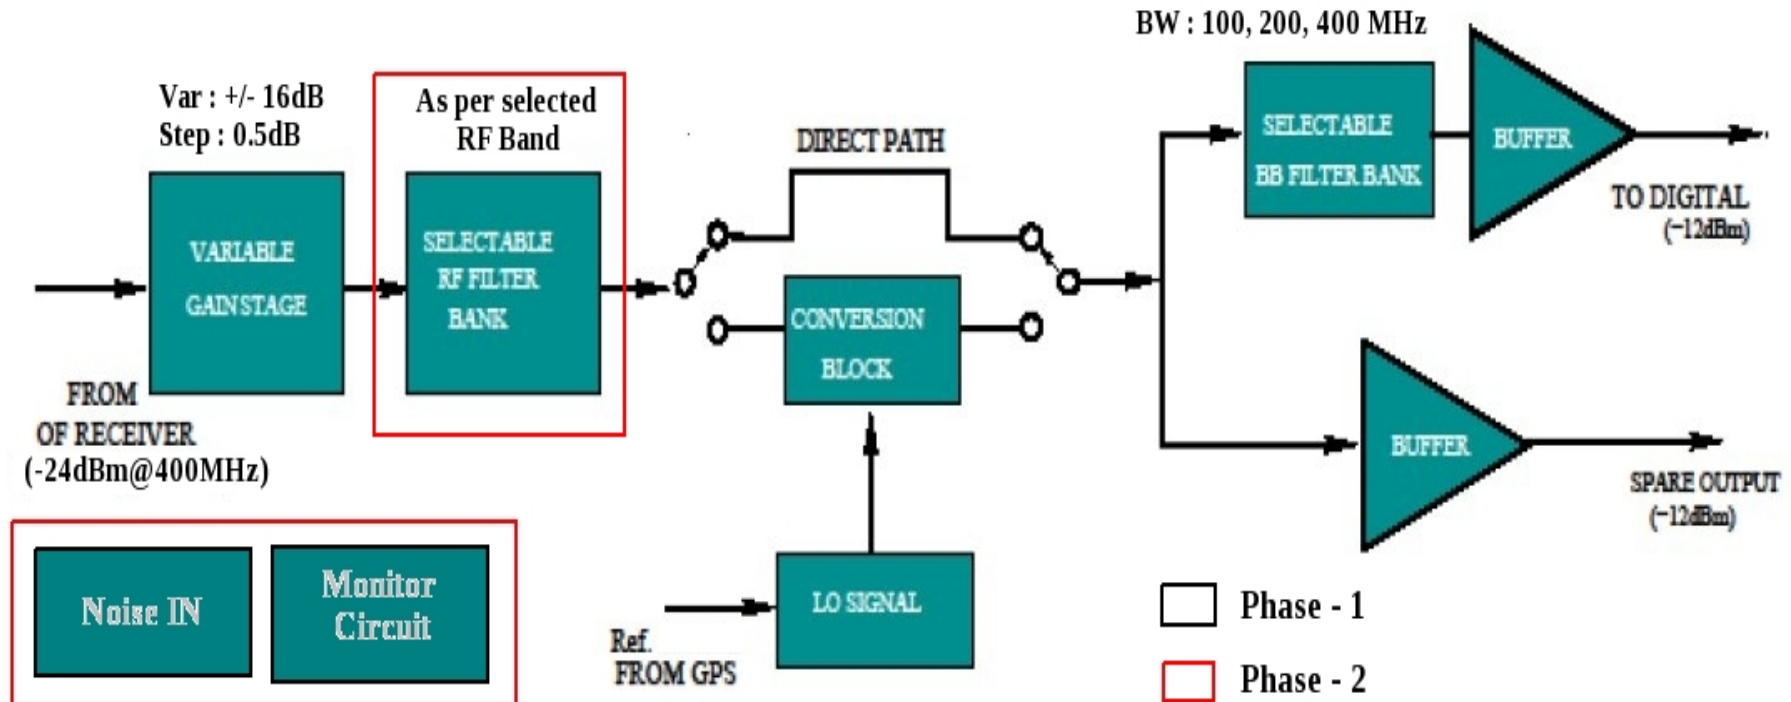 BW : 100, 200, 400 MHz
Var : +/- 16dB
Step : 0.5dB
As per selected
RF Band
DIRECT PATH
VARIABLE
GAIN STAGE
SELECTABLE
RF FILTER
BANK
CONVERSION
BLOCK
SELECTABLE
BB FILTER BANK
BUFFER
TO DIGITAL
(-12dBm)
FROM
OF RECEIVER
(-24dBm@400MHz)
BUFFER
SPARE OUTPUT
(-12dBm)
Noise IN
Monitor
Circuit
LO SIGNAL
Ref.
FROM GPS
Phase - 1
Phase - 2